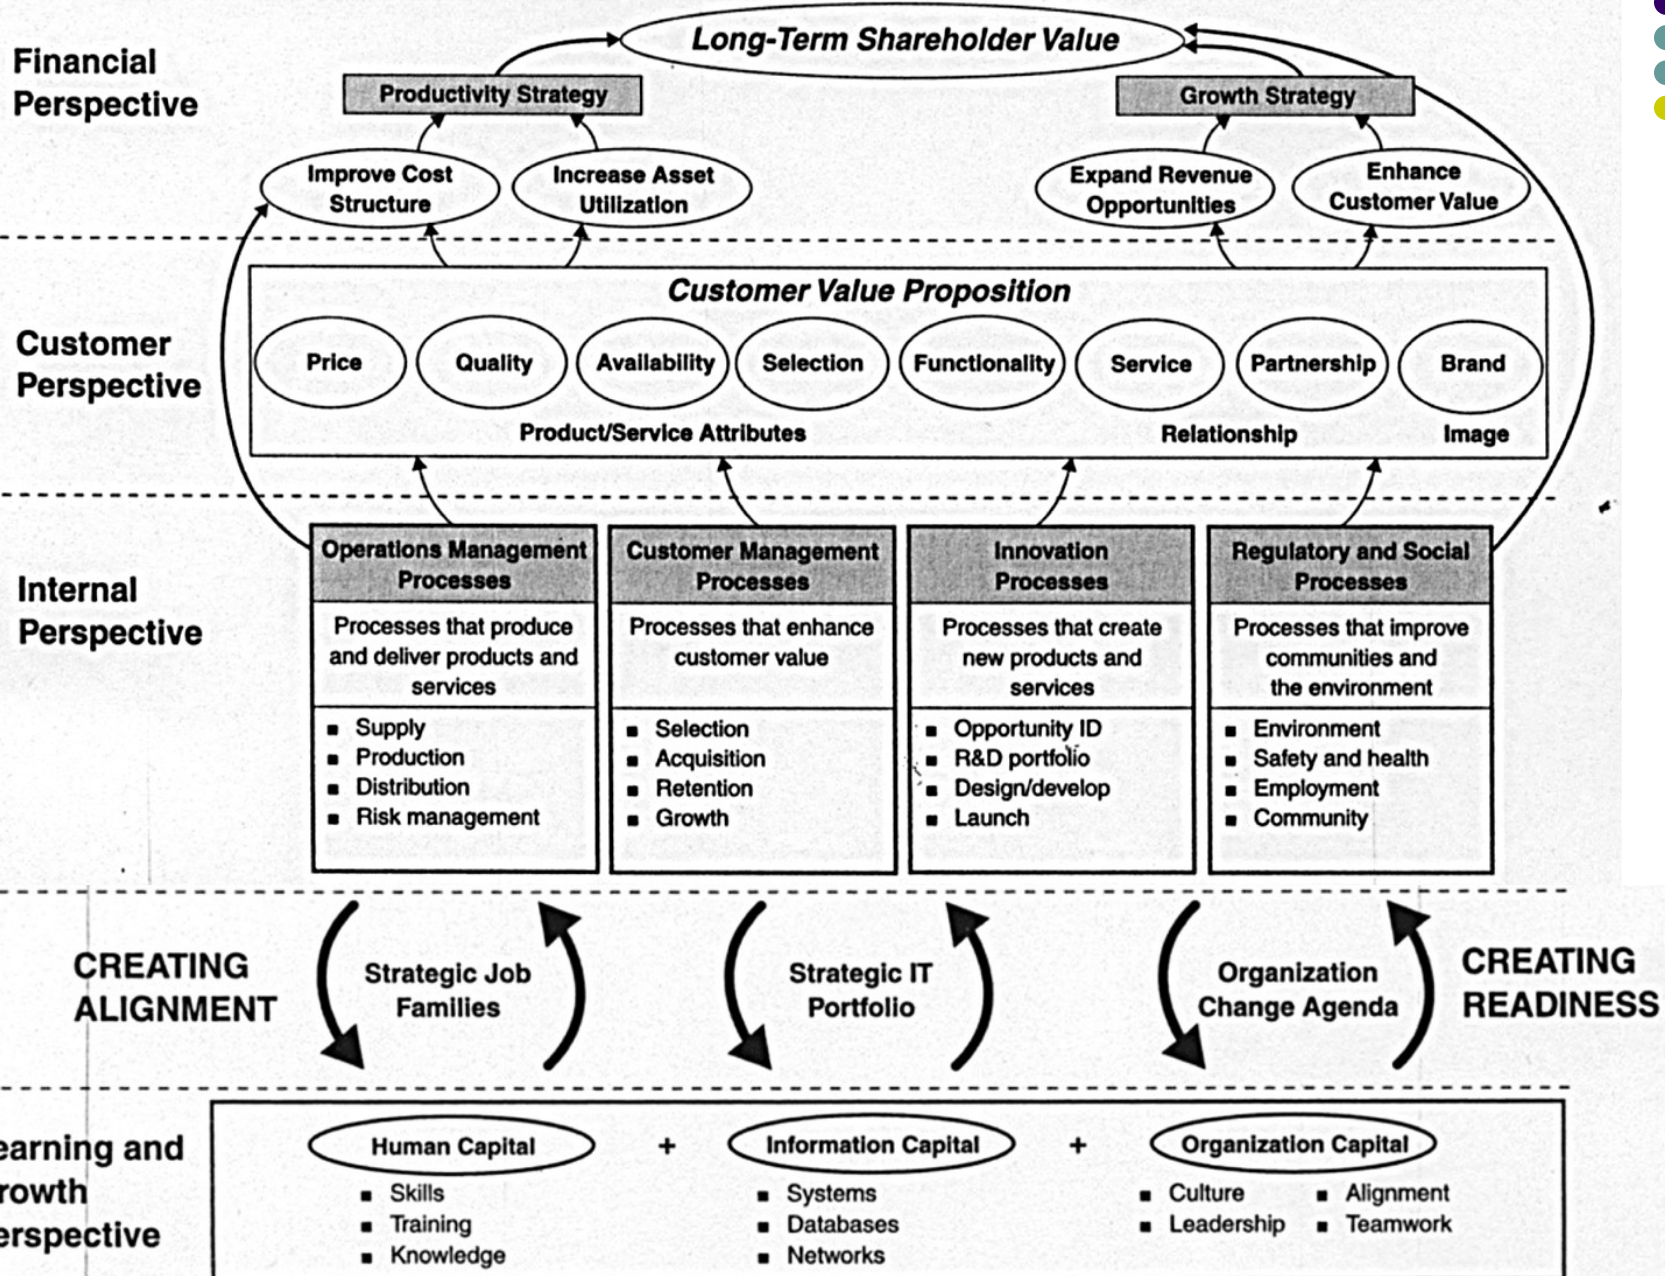 Long-Term Shareholder Value
Financial
Perspective
Productivity Strategy
Growth Strategy
Improve Cost
Structure
Increase Asset
Utilization
Expand Revenue
Opportunities
Enhance
Customer Value
Customer Value Proposition
Customer
Perspective
Price
Quality
Availability
Selection
Functionality
Service
Partnership
Brand
Product/Service Attributes
Relationship
Image
Internal
Perspective
Operations Management
Processes
Processes that produce
and deliver products and
services
▪ Supply
▪ Production
▪ Distribution
▪ Risk management
Customer Management
Processes
Processes that enhance
customer value
▪ Selection
▪ Acquisition
▪ Retention
▪ Growth
Innovation
Processes
Processes that create
new products and
services
▪ Opportunity ID
▪ R&D portfolio
▪ Design/develop
▪ Launch
Regulatory and Social
Processes
Processes that improve
communities and
the environment
▪ Environment
▪ Safety and health
▪ Employment
▪ Community
CREATING
ALIGNMENT
Strategic Job
Families
Strategic IT
Portfolio
Organization
Change Agenda
CREATING
READINESS
earning and
rowth
erspective
Human Capital
+
Information Capital
+
Organization Capital
▪ Skills
▪ Training
▪ Knowledge
▪ Systems
▪ Databases
▪ Networks
▪ Culture
▪ Leadership
▪ Alignment
▪ Teamwork